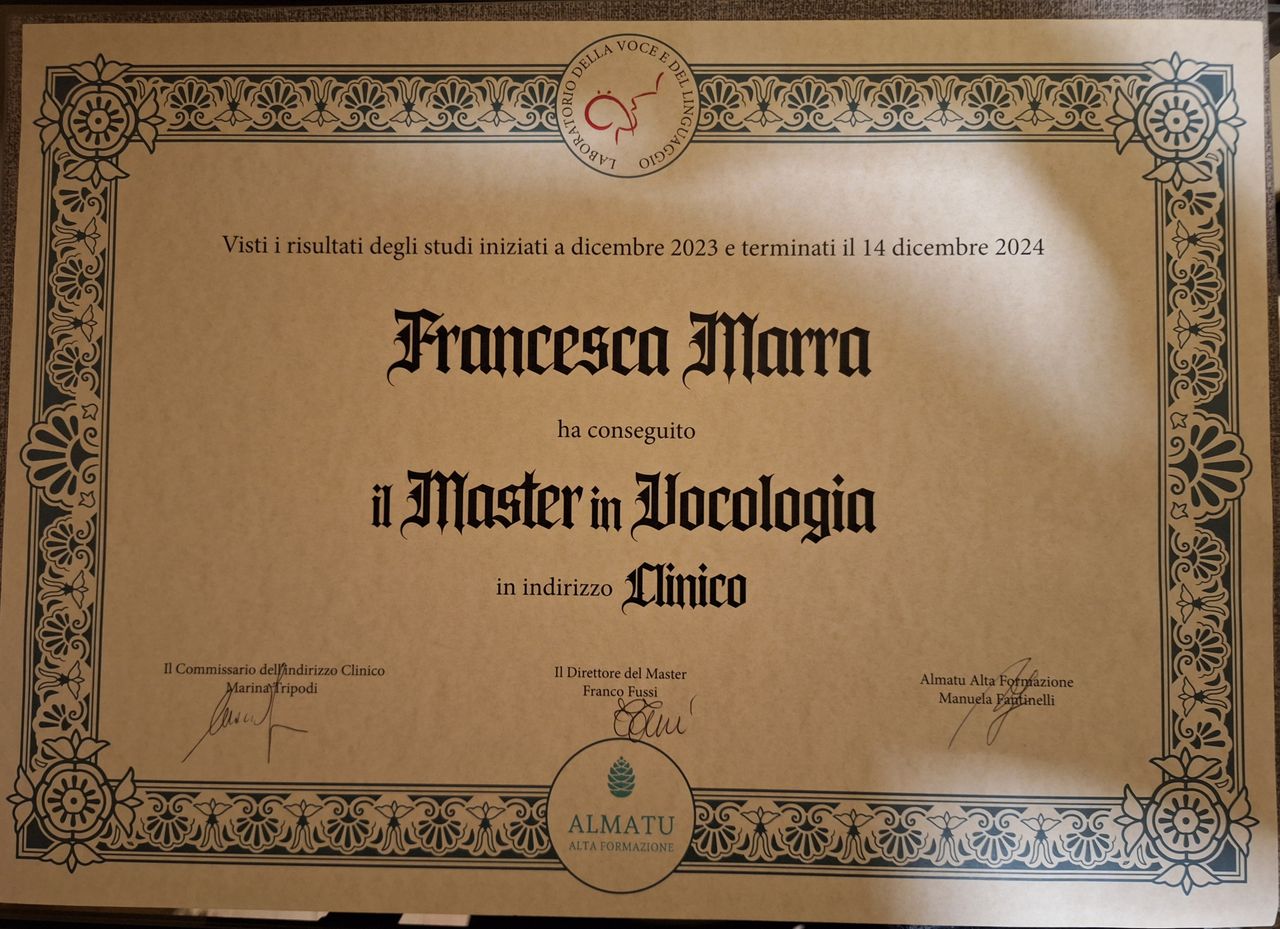 LABORATORIO DELLA VOCE E DEL LINGUAGGIO
Visti i risultati degli studi iniziati a dicembre 2023 e terminati il 14 dicembre 2024
Francesca Marra
ha conseguito
il Master in Vocologia
in indirizzo Clinico
Il Commissario dell'indirizzo Clinico
Marina Tripodi
Il Direttore del Master
Franco Fussi
Almatu Alta Formazione
Manuela Fantinelli
ALMATU
ALTA FORMAZIONE